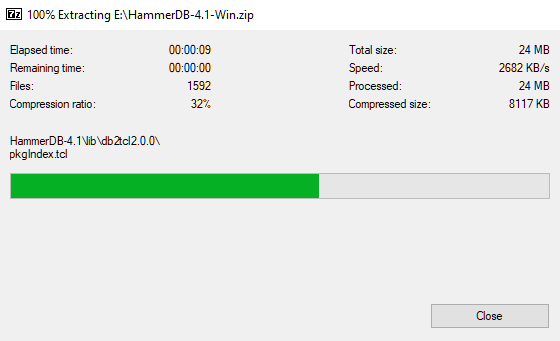 7z 100% Extracting E:\HammerDB-4.1-Win.zip
Elapsed time: 00:00:09 Total size: 24 MB
Remaining time: 00:00:00 Speed: 2682 KB/s
Files: 1592 Processed: 24 MB
Compression ratio: 32% Compressed size: 8117 KB
HammerDB-4.1\lib\db2tcl2.0.0\
pkgIndex.tcl
Close